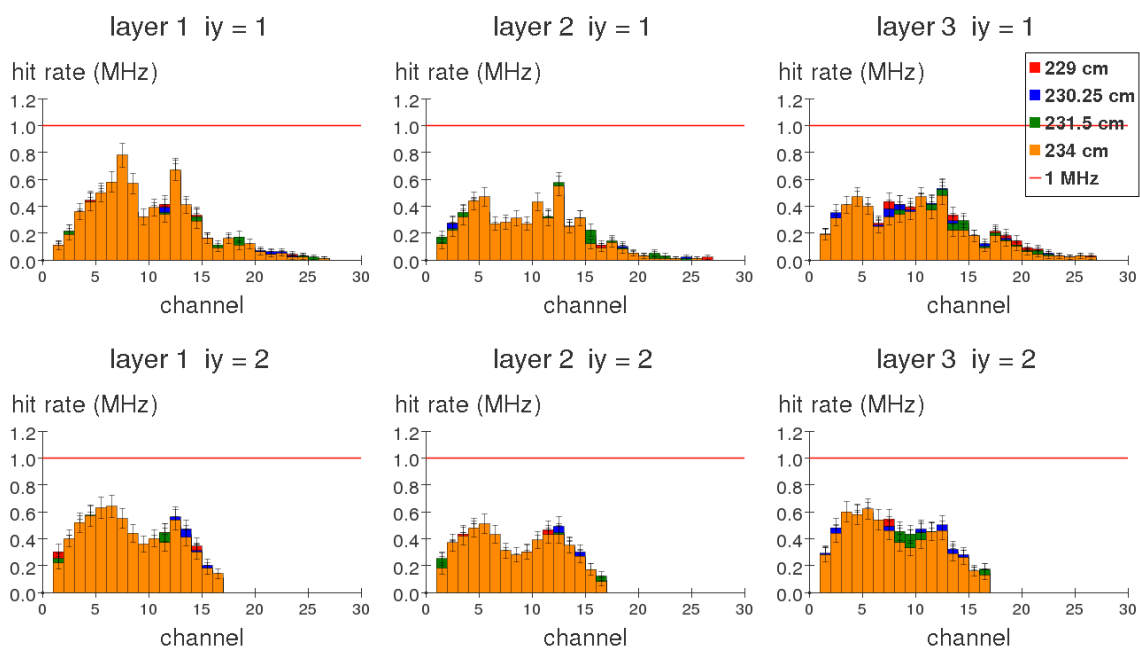 layer 1 iy = 1
hit rate (MHz)
1.2
1.0
0.8
0.6
0.4
0.2
0.0
0 5 10 15 20 25 30
channel
layer 2 iy = 1
hit rate (MHz)
1.2
1.0
0.8
0.6
0.4
0.2
0.0
0 5 10 15 20 25 30
channel
layer 3 iy = 1
hit rate (MHz)
1.2
1.0
0.8
0.6
0.4
0.2
0.0
0 5 10 15 20 25 30
channel
229 cm
230.25 cm
231.5 cm
234 cm
1 MHz
layer 1 iy = 2
hit rate (MHz)
1.2
1.0
0.8
0.6
0.4
0.2
0.0
0 5 10 15 20 25 30
channel
layer 2 iy = 2
hit rate (MHz)
1.2
1.0
0.8
0.6
0.4
0.2
0.0
0 5 10 15 20 25 30
channel
layer 3 iy = 2
hit rate (MHz)
1.2
1.0
0.8
0.6
0.4
0.2
0.0
0 5 10 15 20 25 30
channel